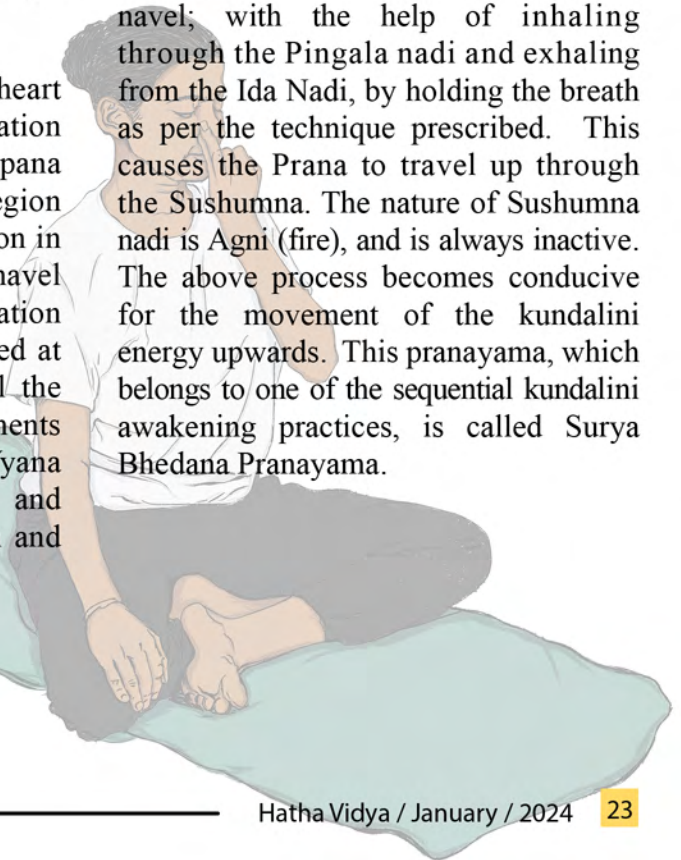 heart
ation
pana
egion
on in
navel
ation
ed at
l the
nents
yana
and
and
navel; with the help of inhaling
through the Pingala nadi and exhaling
from the Ida Nadi, by holding the breath
as per the technique prescribed. This
causes the Prana to travel up through
the Sushumna. The nature of Sushumna
nadi is Agni (fire), and is always inactive.
The above process becomes conducive
for the movement of the kundalini
energy upwards. This pranayama, which
belongs to one of the sequential kundalini
awakening practices, is called Surya
Bhedana Pranayama.
Hatha Vidya / January / 2024 23